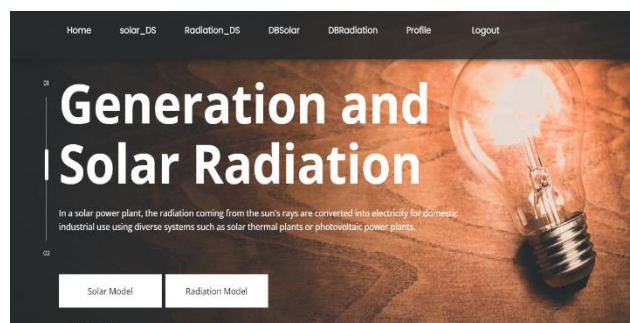 Home solar_DS Radiation_DS DBSolar DBRadiation Profile Logout
01
Generation and
Solar Radiation
In a solar power plant, the radiation coming from the sun's rays are converted into electricity for domestic
industrial use using diverse systems such as solar thermal plants or photovoltaic power plants.
02
Solar Model Radiation Model